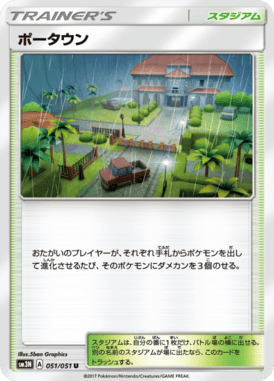 TRAINER'S
スタジアム
ポータウン
おたがいのプレイヤーが、それぞれ手札からポケモンを出し
て進化させるたび、そのポケモンにダメカンを3個のせる。
Illus.5ban Graphics
SM3N A 051/051 U
スタジアムは、自分の番に1枚だけ、バトル場の横に出せる。
別の名前のスタジアムが場に出たなら、このカードを
トラッシュする。
©2017 Pokémon/Nintendo/Creatures/GAME FREAK.